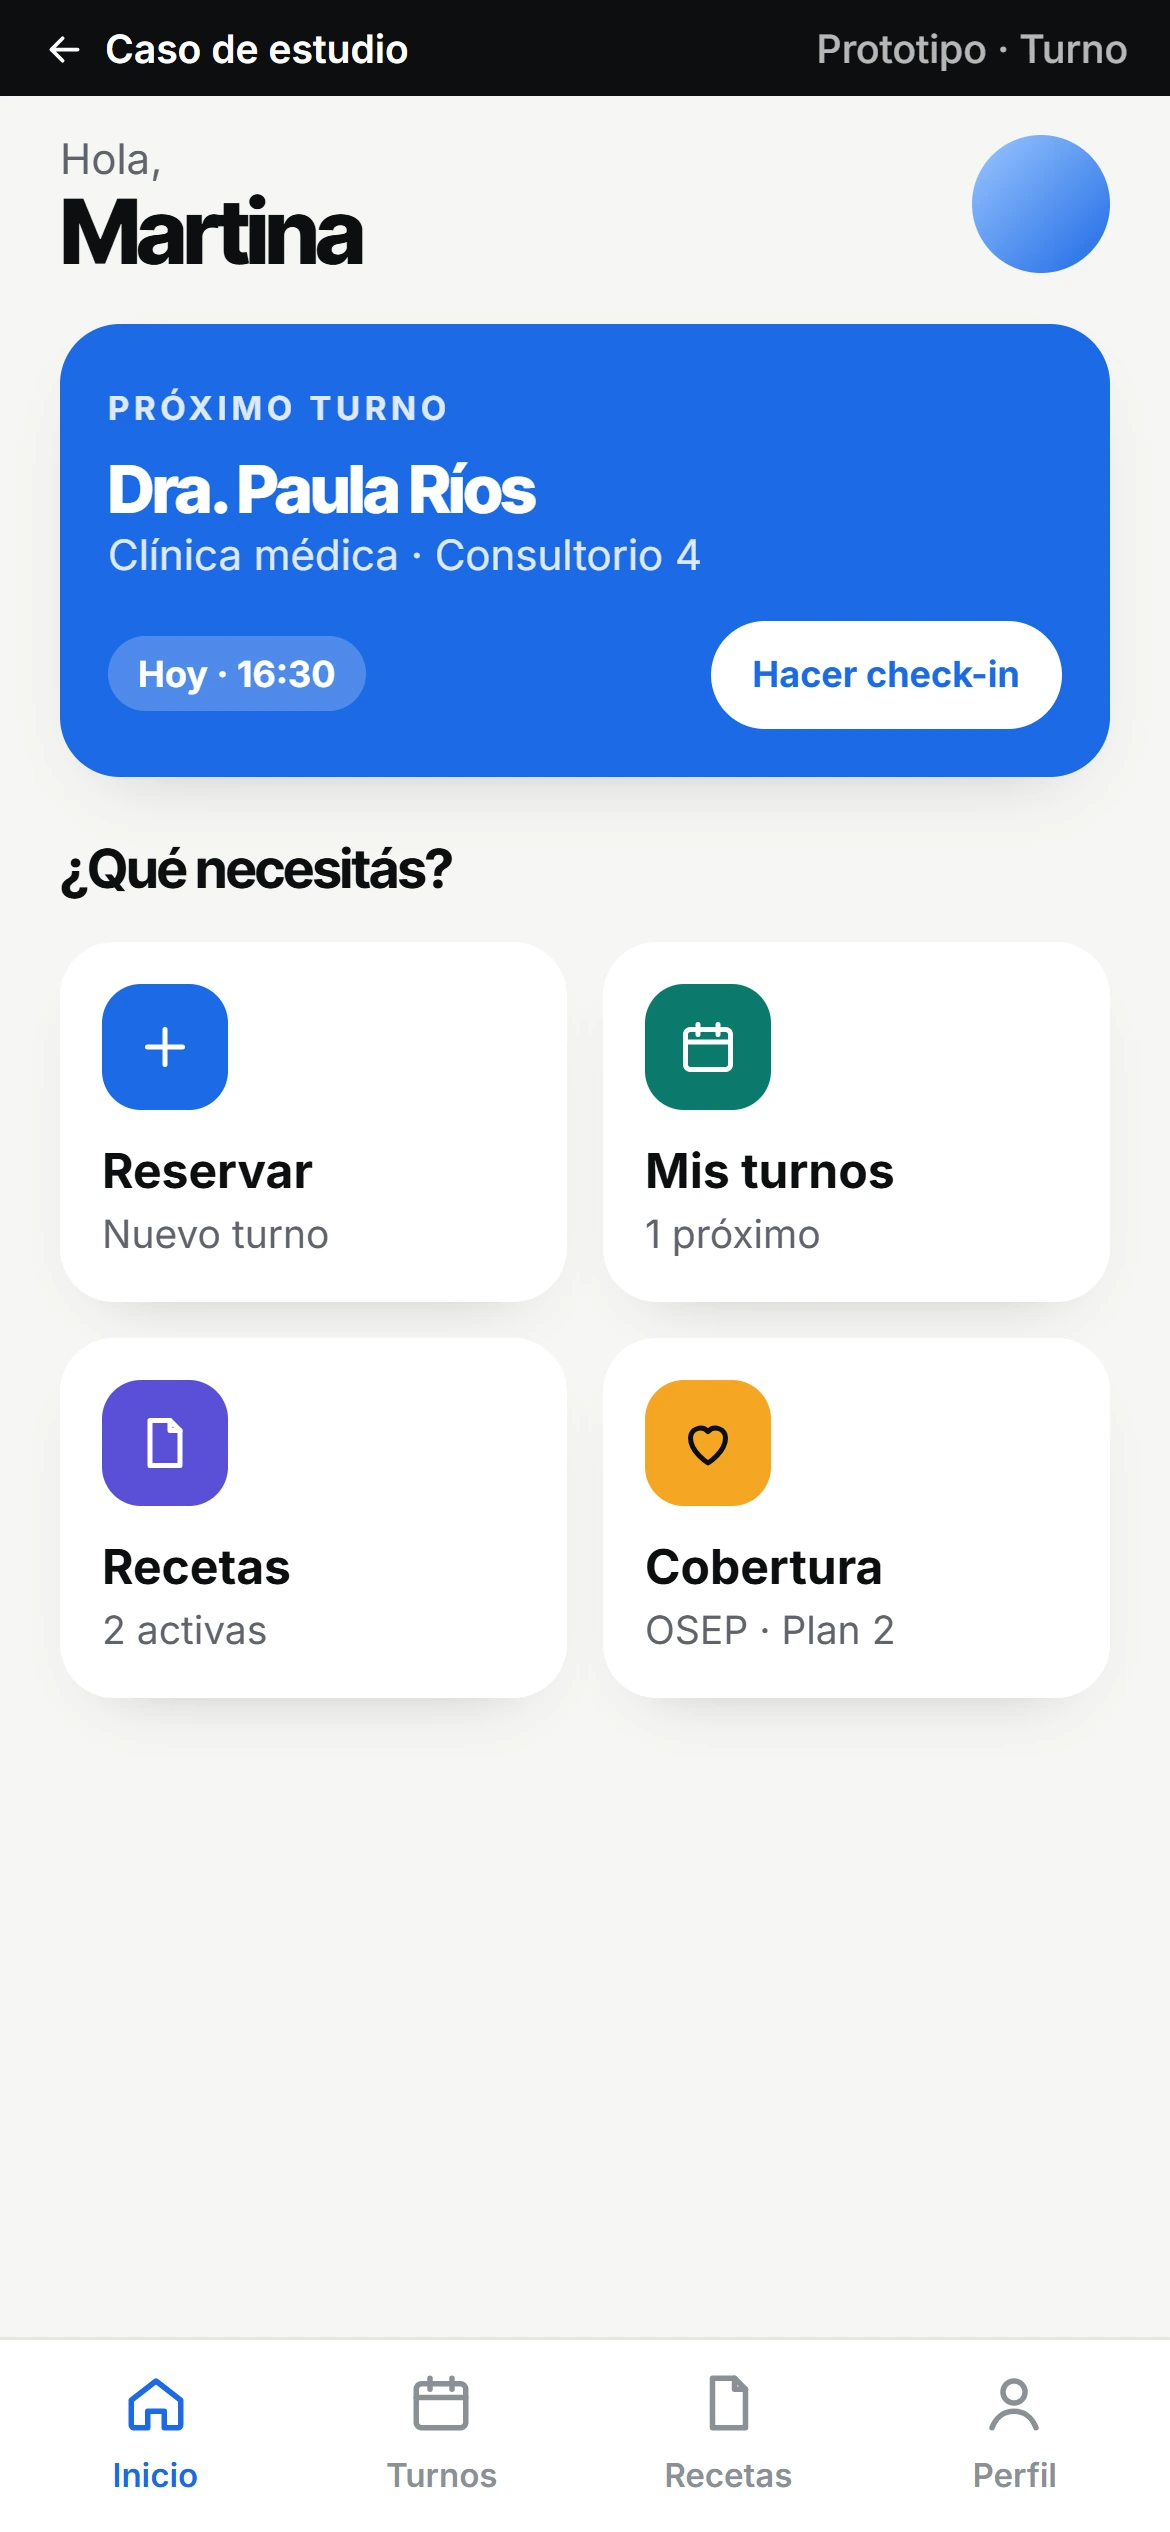 Caso de estudio
Prototipo · Turno
Hola,
Martina
PRÓXIMO TURNO
Dra. Paula Ríos
Clínica médica · Consultorio 4
Hoy · 16:30
Hacer check-in
¿Qué necesitás?
Reservar
Nuevo turno
Mis turnos
1 próximo
Recetas
2 activas
Cobertura
OSEP · Plan 2
Inicio
Turnos
Recetas
Perfil